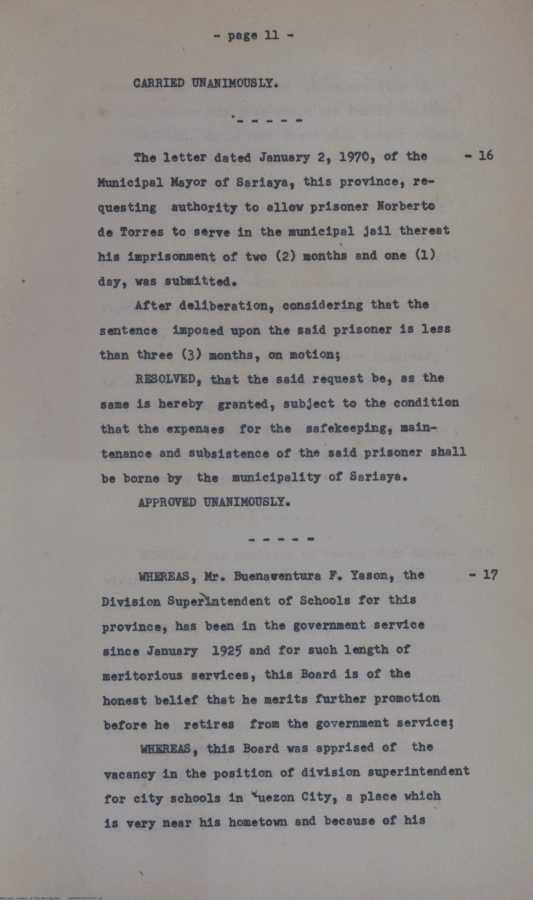 - page 11 -
CARRIED UNANIMOUSLY.
- - - - -
The letter dated January 2, 1970, of the - 16
Municipal Mayor of Sariaya, this province, re-
questing authority to allow prisoner Norberto
de Torres to serve in the municipal jail thereat
his imprisonment of two (2) months and one (1)
day, was submitted.
After deliberation, considering that the
sentence imposed upon the said prisoner is less
than three (3) months, on motion;
RESOLVED, that the said request be, as the
same is hereby granted, subject to the condition
that the expenses for the safekeeping, main-
tenance and subsistence of the said prisoner shall
be borne by the municipality of Sariaya.
APPROVED UNANIMOUSLY.
- - - - -
WHEREAS, Mr. Buenaventura F. Yason, the - 17
Division Superintendent of Schools for this
province, has been in the government service
since January 1925 and for such length of
meritorious services, this Board is of the
honest belief that he merits further promotion
before he retires from the government service;
WHEREAS, this Board was apprised of the
vacancy in the position of division superintendent
for city schools in Quezon City, a place which
is very near his hometown and because of his